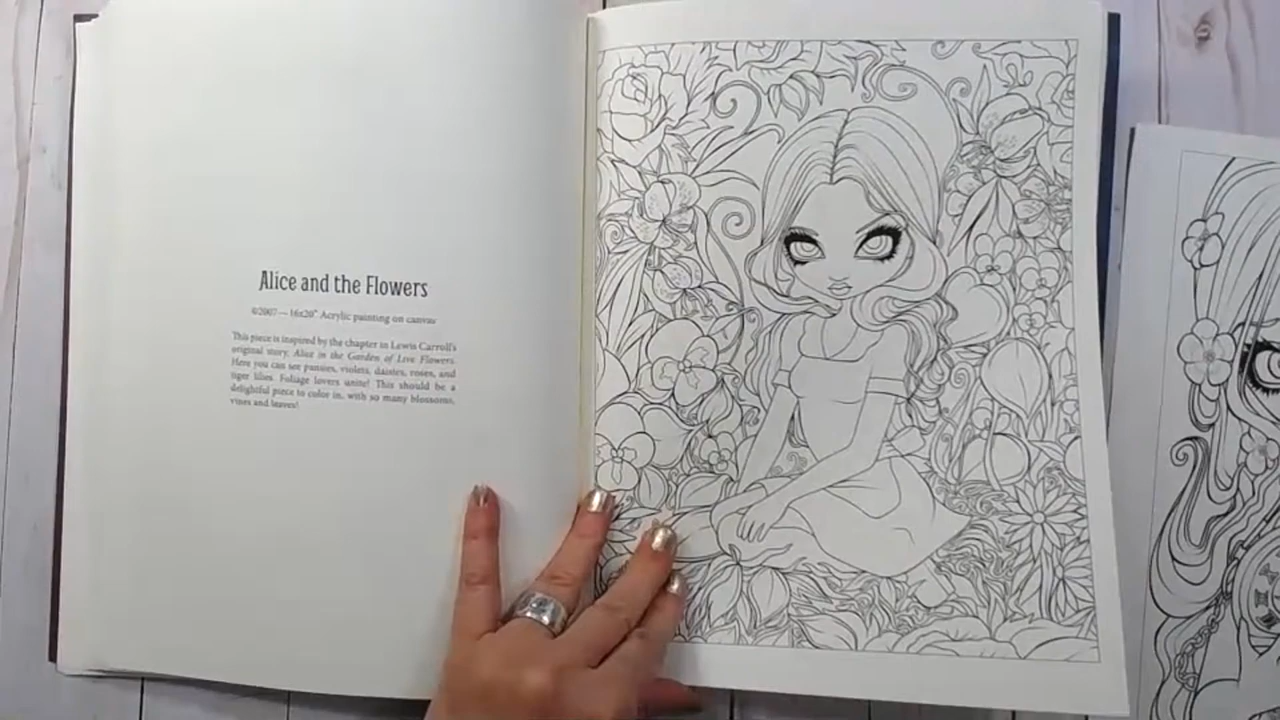 Alice and the Flowers
©2007 — 16x20" Acrylic painting on canvas
This piece is inspired by the chapter in Lewis Carroll's
original story, Alice in the Garden of Live Flowers.
Here you can see pansies, violets, daisies, roses, and
tiger lilies. Foliage lovers unite! This should be a
delightful piece to color in, with so many blossoms,
vines and leaves!